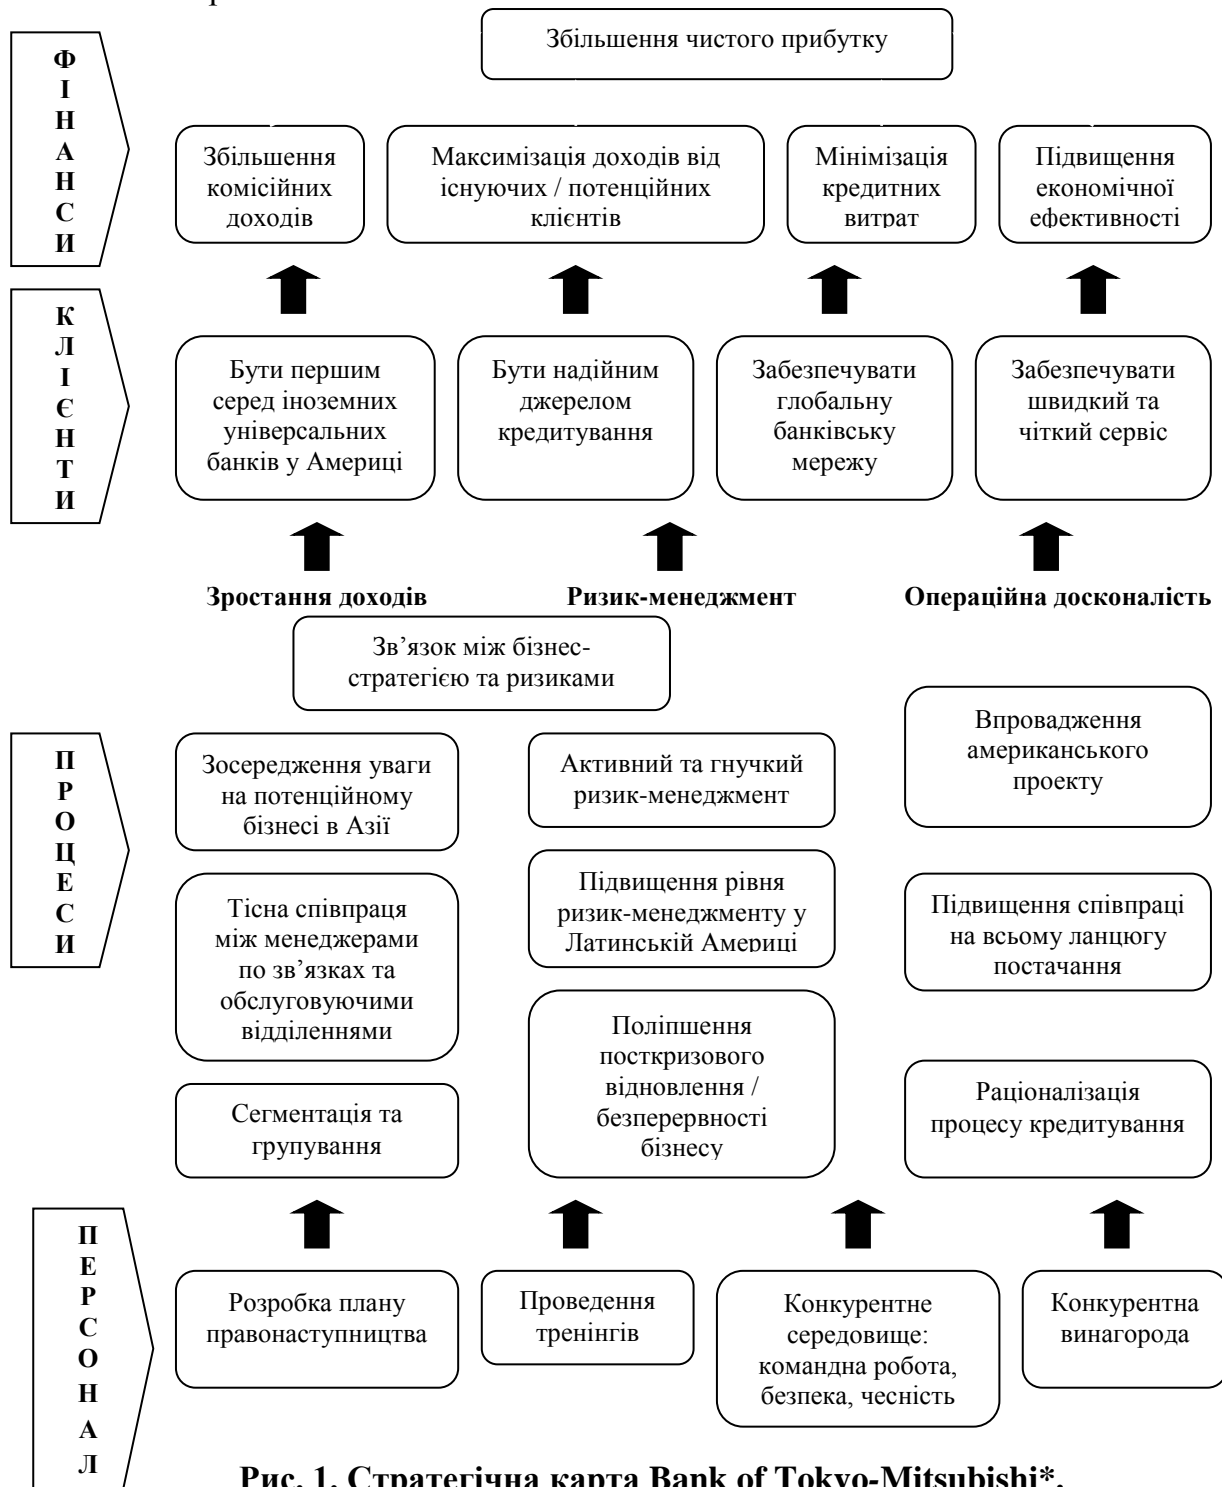 Збільшення чистого прибутку
ФІНАНСИ
Збільшення
комісійних
доходів
Максимізація доходів від
існуючих / потенційних
клієнтів
Мінімізація
кредитних
витрат
Підвищення
економічної
ефективності
КЛІЄНТИ
Бути першим
серед іноземних
універсальних
банків у Америці
Бути надійним
джерелом
кредитування
Забезпечувати
глобальну
банківську
мережу
Забезпечувати
швидкий та
чіткий сервіс
Зростання доходів
Ризик-менеджмент
Операційна досконалість
Зв’язок між бізнес-
стратегією та ризиками
ПРОЦЕСИ
Зосередження уваги
на потенційному
бізнесі в Азії
Активний та гнучкий
ризик-менеджмент
Впровадження
американського
проекту
Тісна співпраця
між менеджерами
по зв’язках та
обслуговуючими
відділеннями
Підвищення рівня
ризик-менеджменту у
Латинській Америці
Підвищення співпраці
на всьому ланцюгу
постачання
Сегментація та
групування
Поліпшення
посткризового
відновлення /
безперервності
бізнесу
Раціоналізація
процесу кредитування
ПЕРСОНАЛ
Розробка плану
правонаступництва
Проведення
тренінгів
Конкурентне
середовище:
командна робота,
безпека, чесність
Конкурентна
винагорода
Рис. 1. Стратегічна карта Bank of Tokyo-Mitsubishi*.